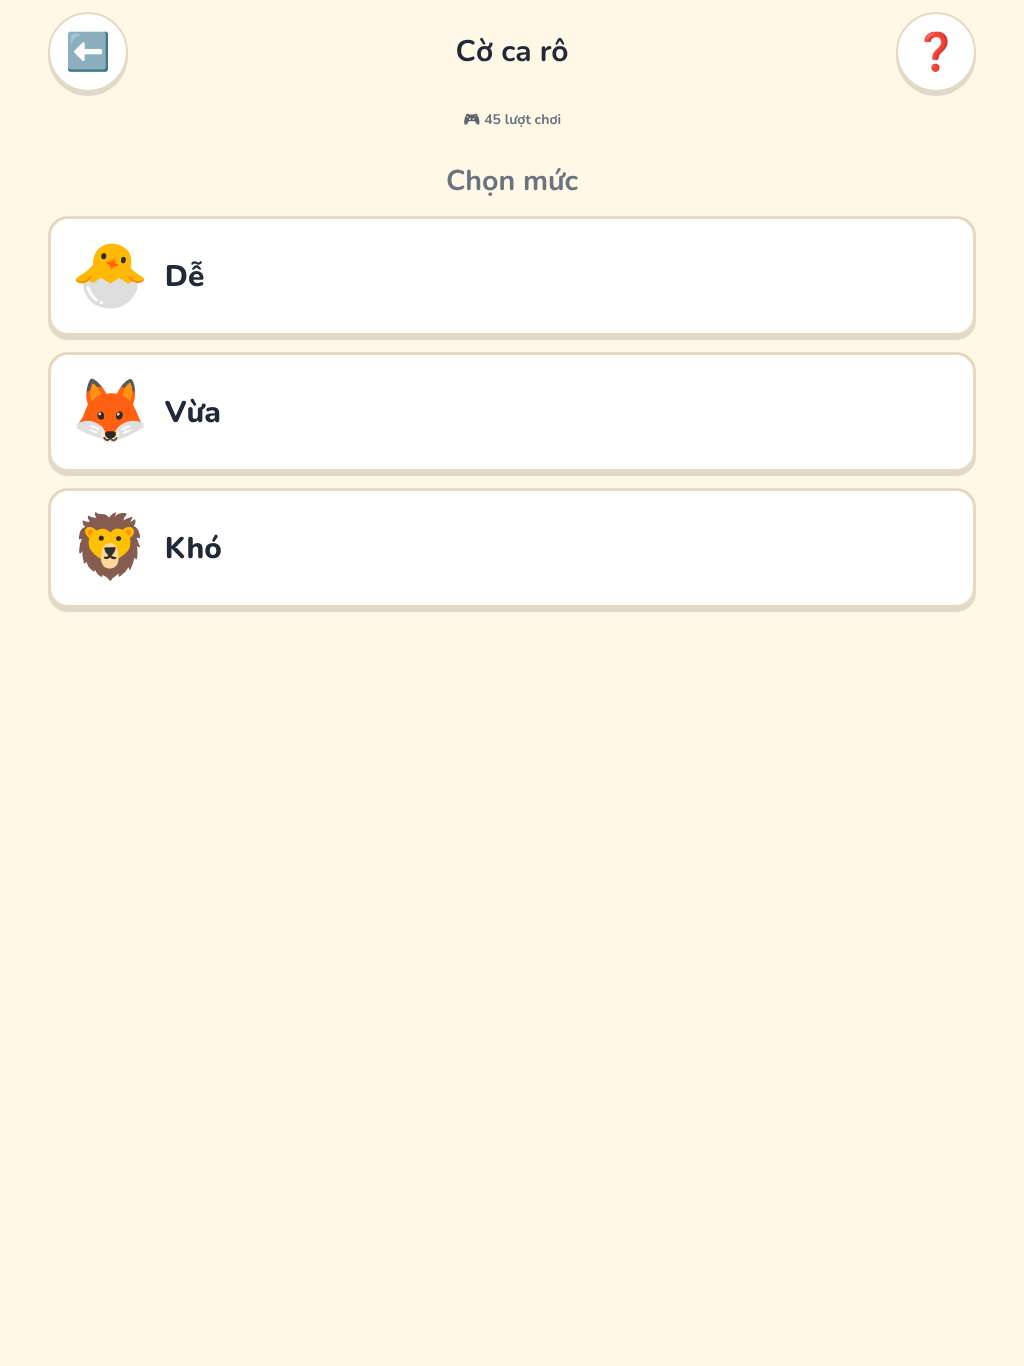 Cờ ca rô
45 lượt chơi
Chọn mức
Dễ
Vừa
Khó